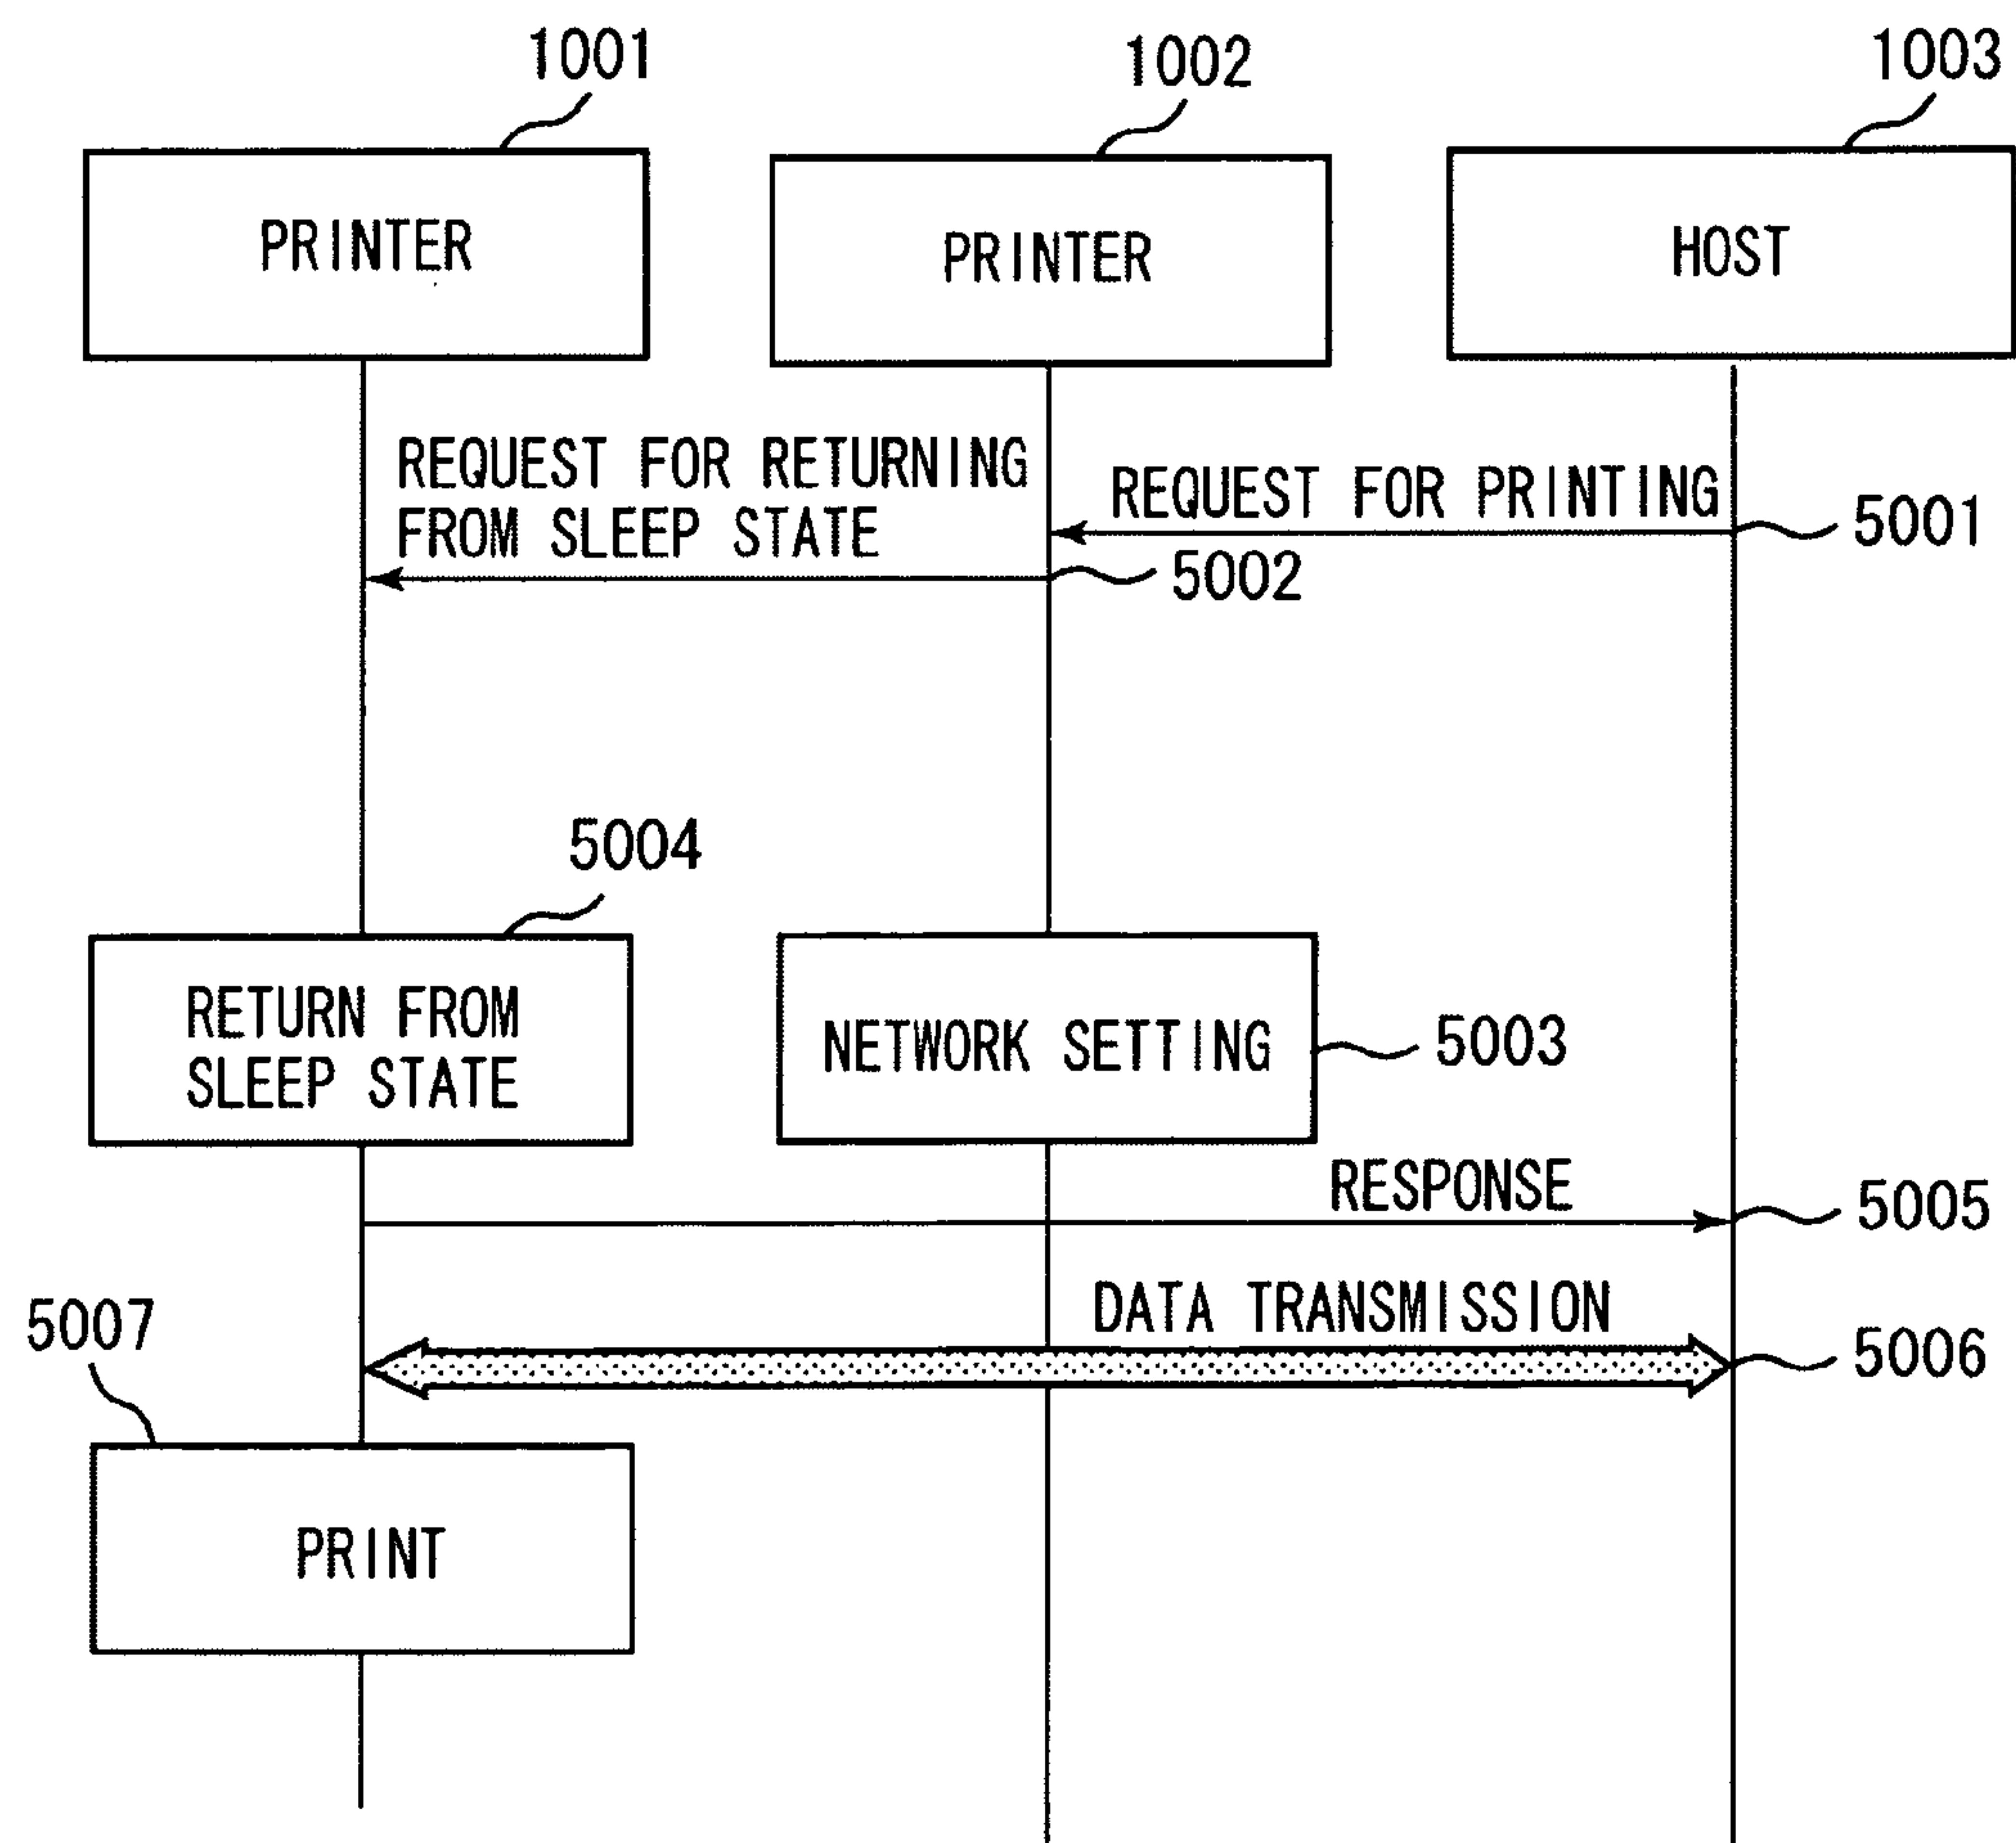 1001
1002
1003
PRINTER
PRINTER
HOST
REQUEST FOR RETURNING
FROM SLEEP STATE
REQUEST FOR PRINTING
5001
5002
5004
RETURN FROM
SLEEP STATE
NETWORK SETTING
5003
RESPONSE
5005
DATA TRANSMISSION
5006
5007
PRINT